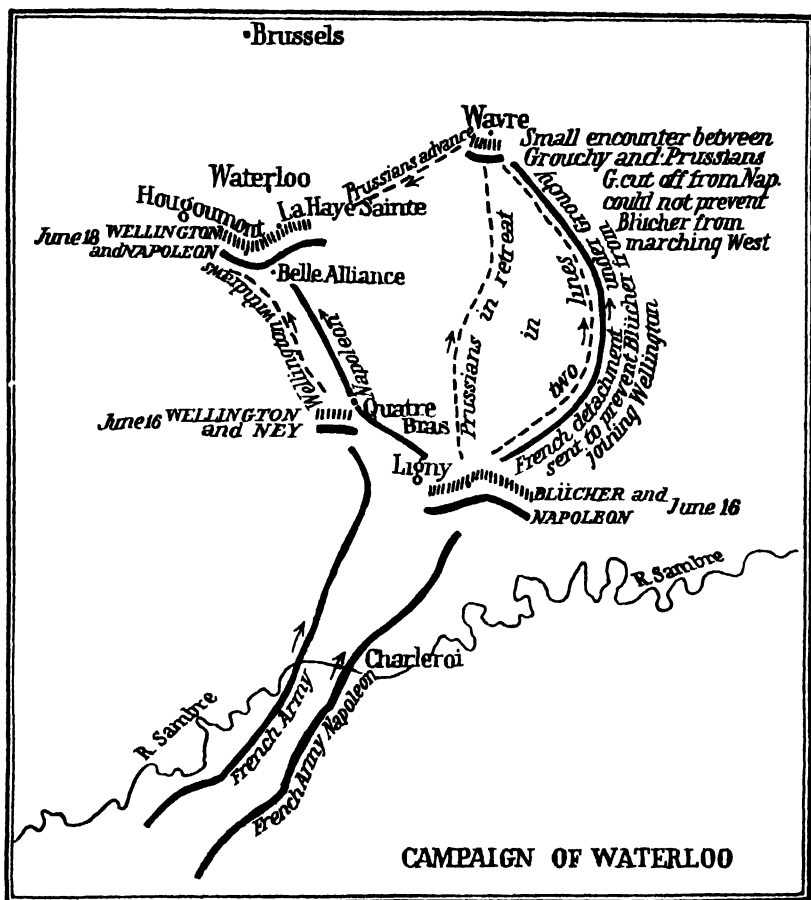 Brussels
Wavre
Small encounter between
Grouchy and Prussians
G. cut off from Nap.
could not prevent
Blücher from
marching West
Prussians advance
Waterloo
Hougoumont
La Haye Sainte
June 18 WELLINGTON
and NAPOLEON
Belle Alliance
Wellington withdraws
Napoleon
Prussians in retreat
in two lines
French detachment under Grouchy
sent to prevent Blücher from
joining Wellington
June 16 WELLINGTON
and NEY
Quatre
Bras
Ligny
BLÜCHER and
NAPOLEON
June 16
R. Sambre
Charleroi
R. Sambre
French Army
French Army Napoleon
CAMPAIGN OF WATERLOO